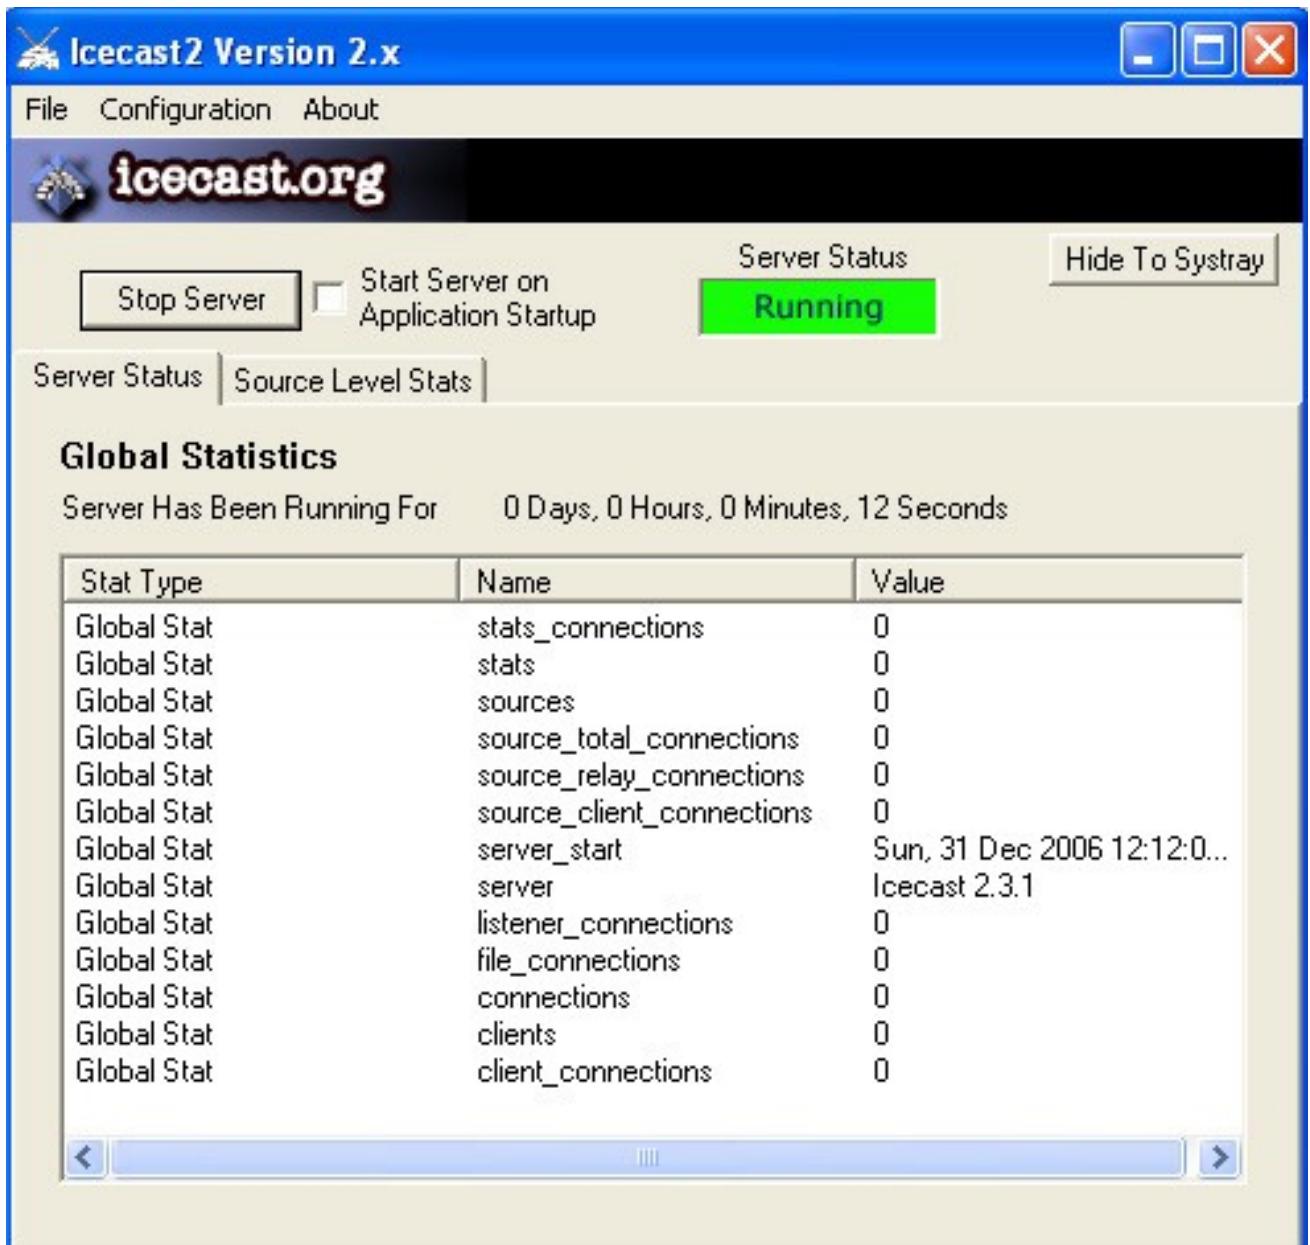 Icecast2 Version 2.x
File Configuration About
icecast.org
Server Status
Hide To Systray
Stop Server
Start Server on
Application Startup
Running
Server Status Source Level Stats
Global Statistics
Server Has Been Running For 0 Days, 0 Hours, 0 Minutes, 12 Seconds
Stat Type Name Value
Global Stat stats_connections 0
Global Stat stats 0
Global Stat sources 0
Global Stat source_total_connections 0
Global Stat source_relay_connections 0
Global Stat source_client_connections 0
Global Stat server_start Sun, 31 Dec 2006 12:12:0...
Global Stat server Icecast 2.3.1
Global Stat listener_connections 0
Global Stat file_connections 0
Global Stat connections 0
Global Stat clients 0
Global Stat client_connections 0